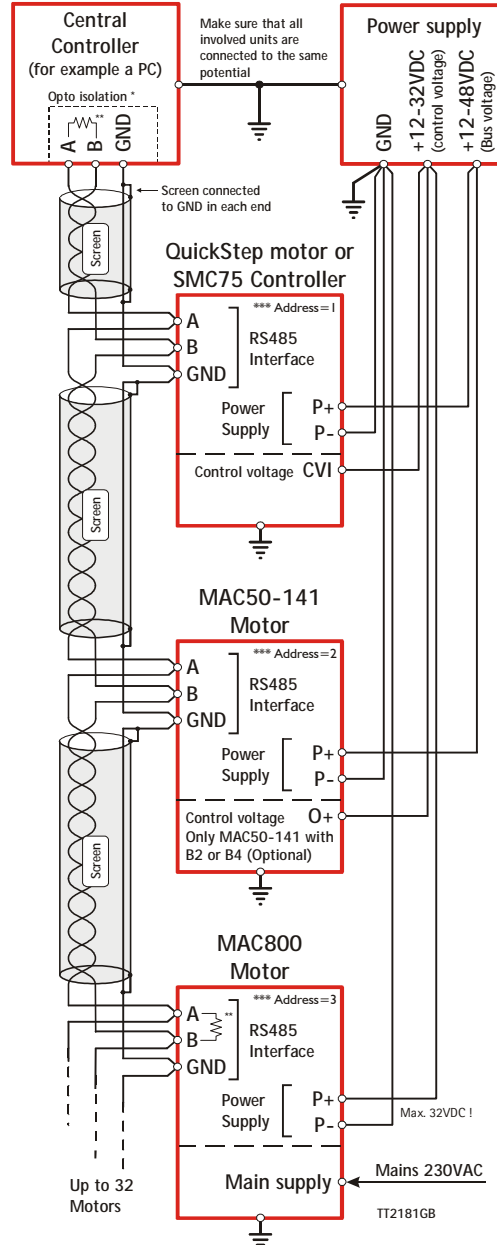 Central
Controller
(for example a PC)
Opto isolation *
**
A
B
GND
Make sure that all
involved units are
connected to the same
potential
Power supply
GND
+12-32VDC
(control voltage)
+12-48VDC
(Bus voltage)
Screen connected
to GND in each end
Screen
QuickStep motor or
SMC75 Controller
*** Address=1
A
B
GND
RS485
Interface
Power
Supply
P+
P-
Control voltage CVI
Screen
MAC50-141
Motor
*** Address=2
A
B
GND
RS485
Interface
Power
Supply
P+
P-
Control voltage O+
Only MAC50-141 with
B2 or B4 (Optional)
Screen
MAC800
Motor
*** Address=3
A
**
B
GND
RS485
Interface
Power
Supply
P+
P-
Max. 32VDC !
Main supply
Mains 230VAC
Up to 32
Motors
TT2181GB